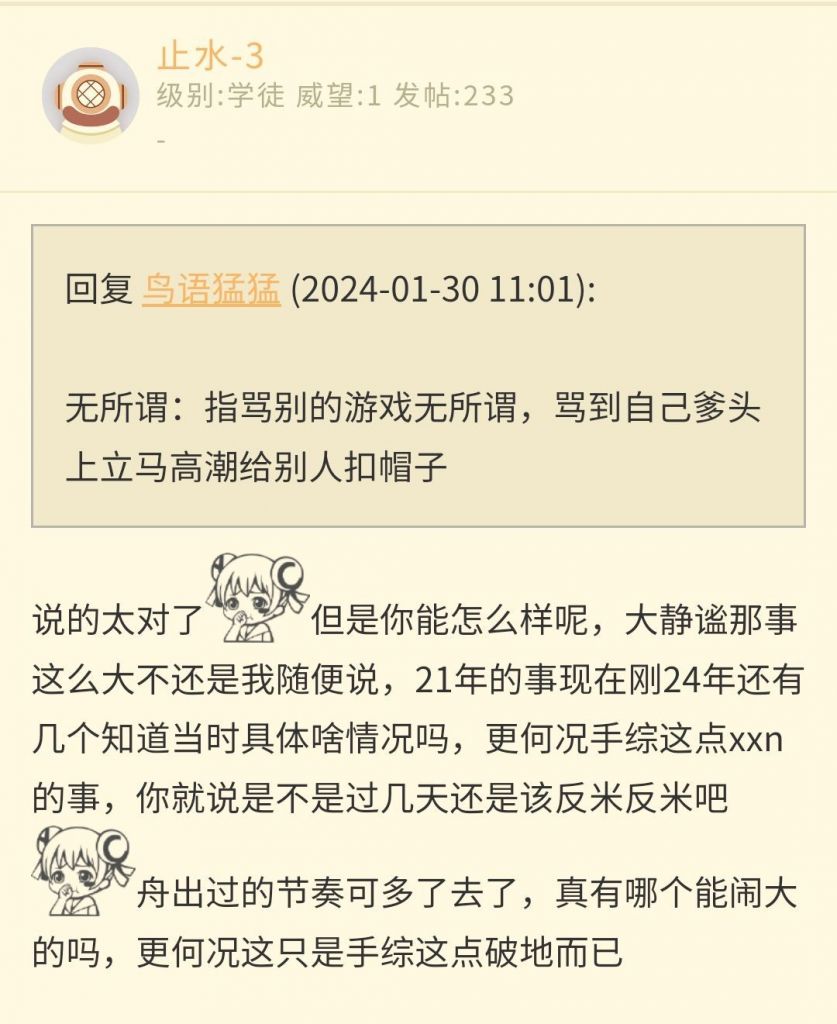 止水-3
级别:学徒 威望:1 发帖:233
-
回复 鸟语猛猛 (2024-01-30 11:01):
无所谓：指骂别的游戏无所谓，骂到自己爹头
上立马高潮给别人扣帽子
说的太对了但是你能怎么样呢，大静谧那事
这么大不还是我随便说，21年的事现在刚24年还有
几个知道当时具体啥情况吗，更何况手综这点xxn
的事，你就说是不是过几天还是该反米反米吧
舟出过的节奏可多了去了，真有哪个能闹大
的吗，更何况这只是手综这点破地而已